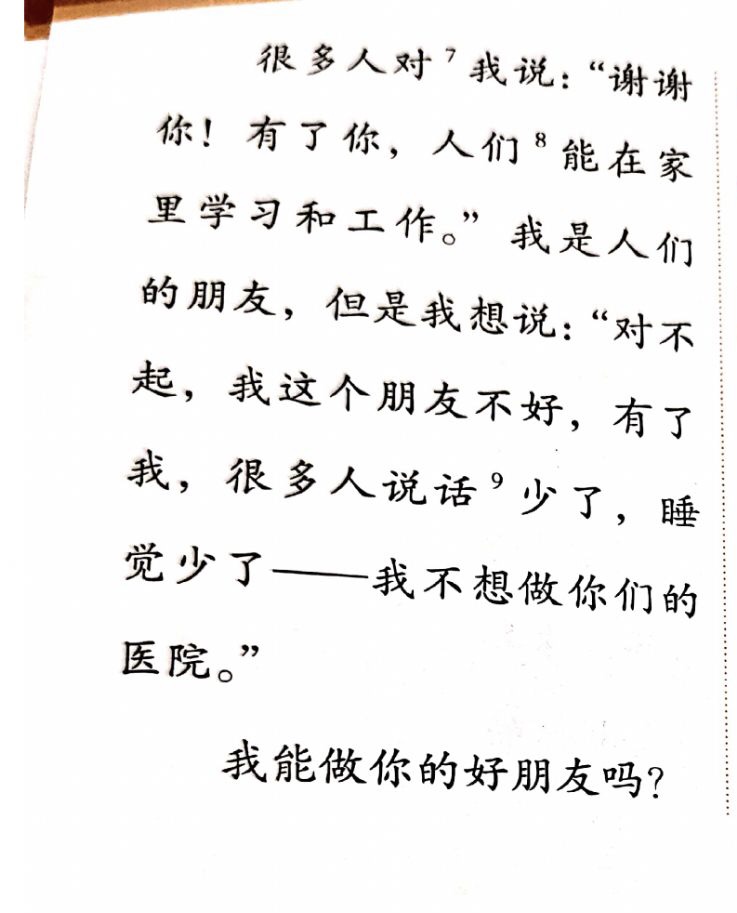 很多人对⁷我说：“谢谢
你！有了你，人们⁸能在家
里学习和工作。”我是人们
的朋友，但是我想说：“对不
起，我这个朋友不好，有了
我，很多人说话⁹少了，睡
觉少了——我不想做你们的
医院。”
我能做你的好朋友吗？